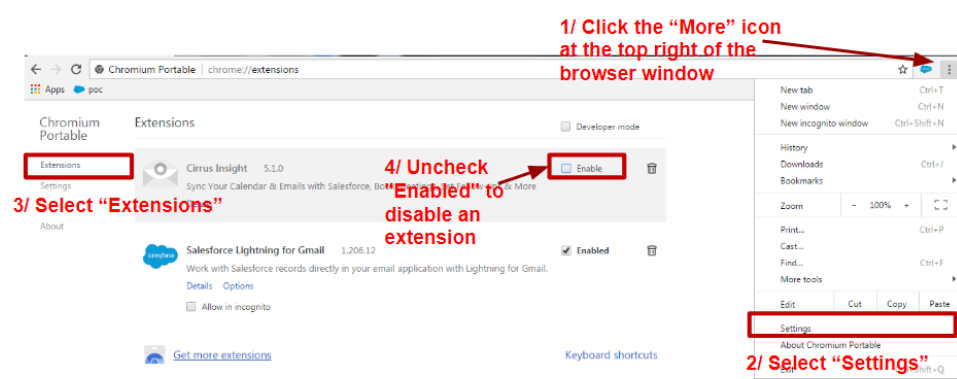 1/ Click the “More” icon
at the top right of the
browser window
Chromium Portable | chrome://extensions
Apps poc
Chromium
Portable
Extensions
Settings
About
3/ Select “Extensions”
Extensions
Developer mode
Cirrus Insight 5.1.0
Enable
Sync Your Calendar & Emails with Salesforce, & More
4/ Uncheck
“Enabled” to
disable an
extension
salesforce
Salesforce Lightning for Gmail 1.206.12
Enabled
Work with Salesforce records directly in your email application with Lightning for Gmail.
Details Options
Allow in incognito
Get more extensions
Keyboard shortcuts
New tab Ctrl+T
New window Ctrl+N
New incognito window Ctrl+Shift+N
History
Downloads Ctrl+J
Bookmarks
Zoom - 100% +
Print... Ctrl+P
Cast...
Find... Ctrl+F
More tools
Edit Cut Copy Paste
Settings
About Chromium Portable
2/ Select “Settings”
Exit Shift+Q